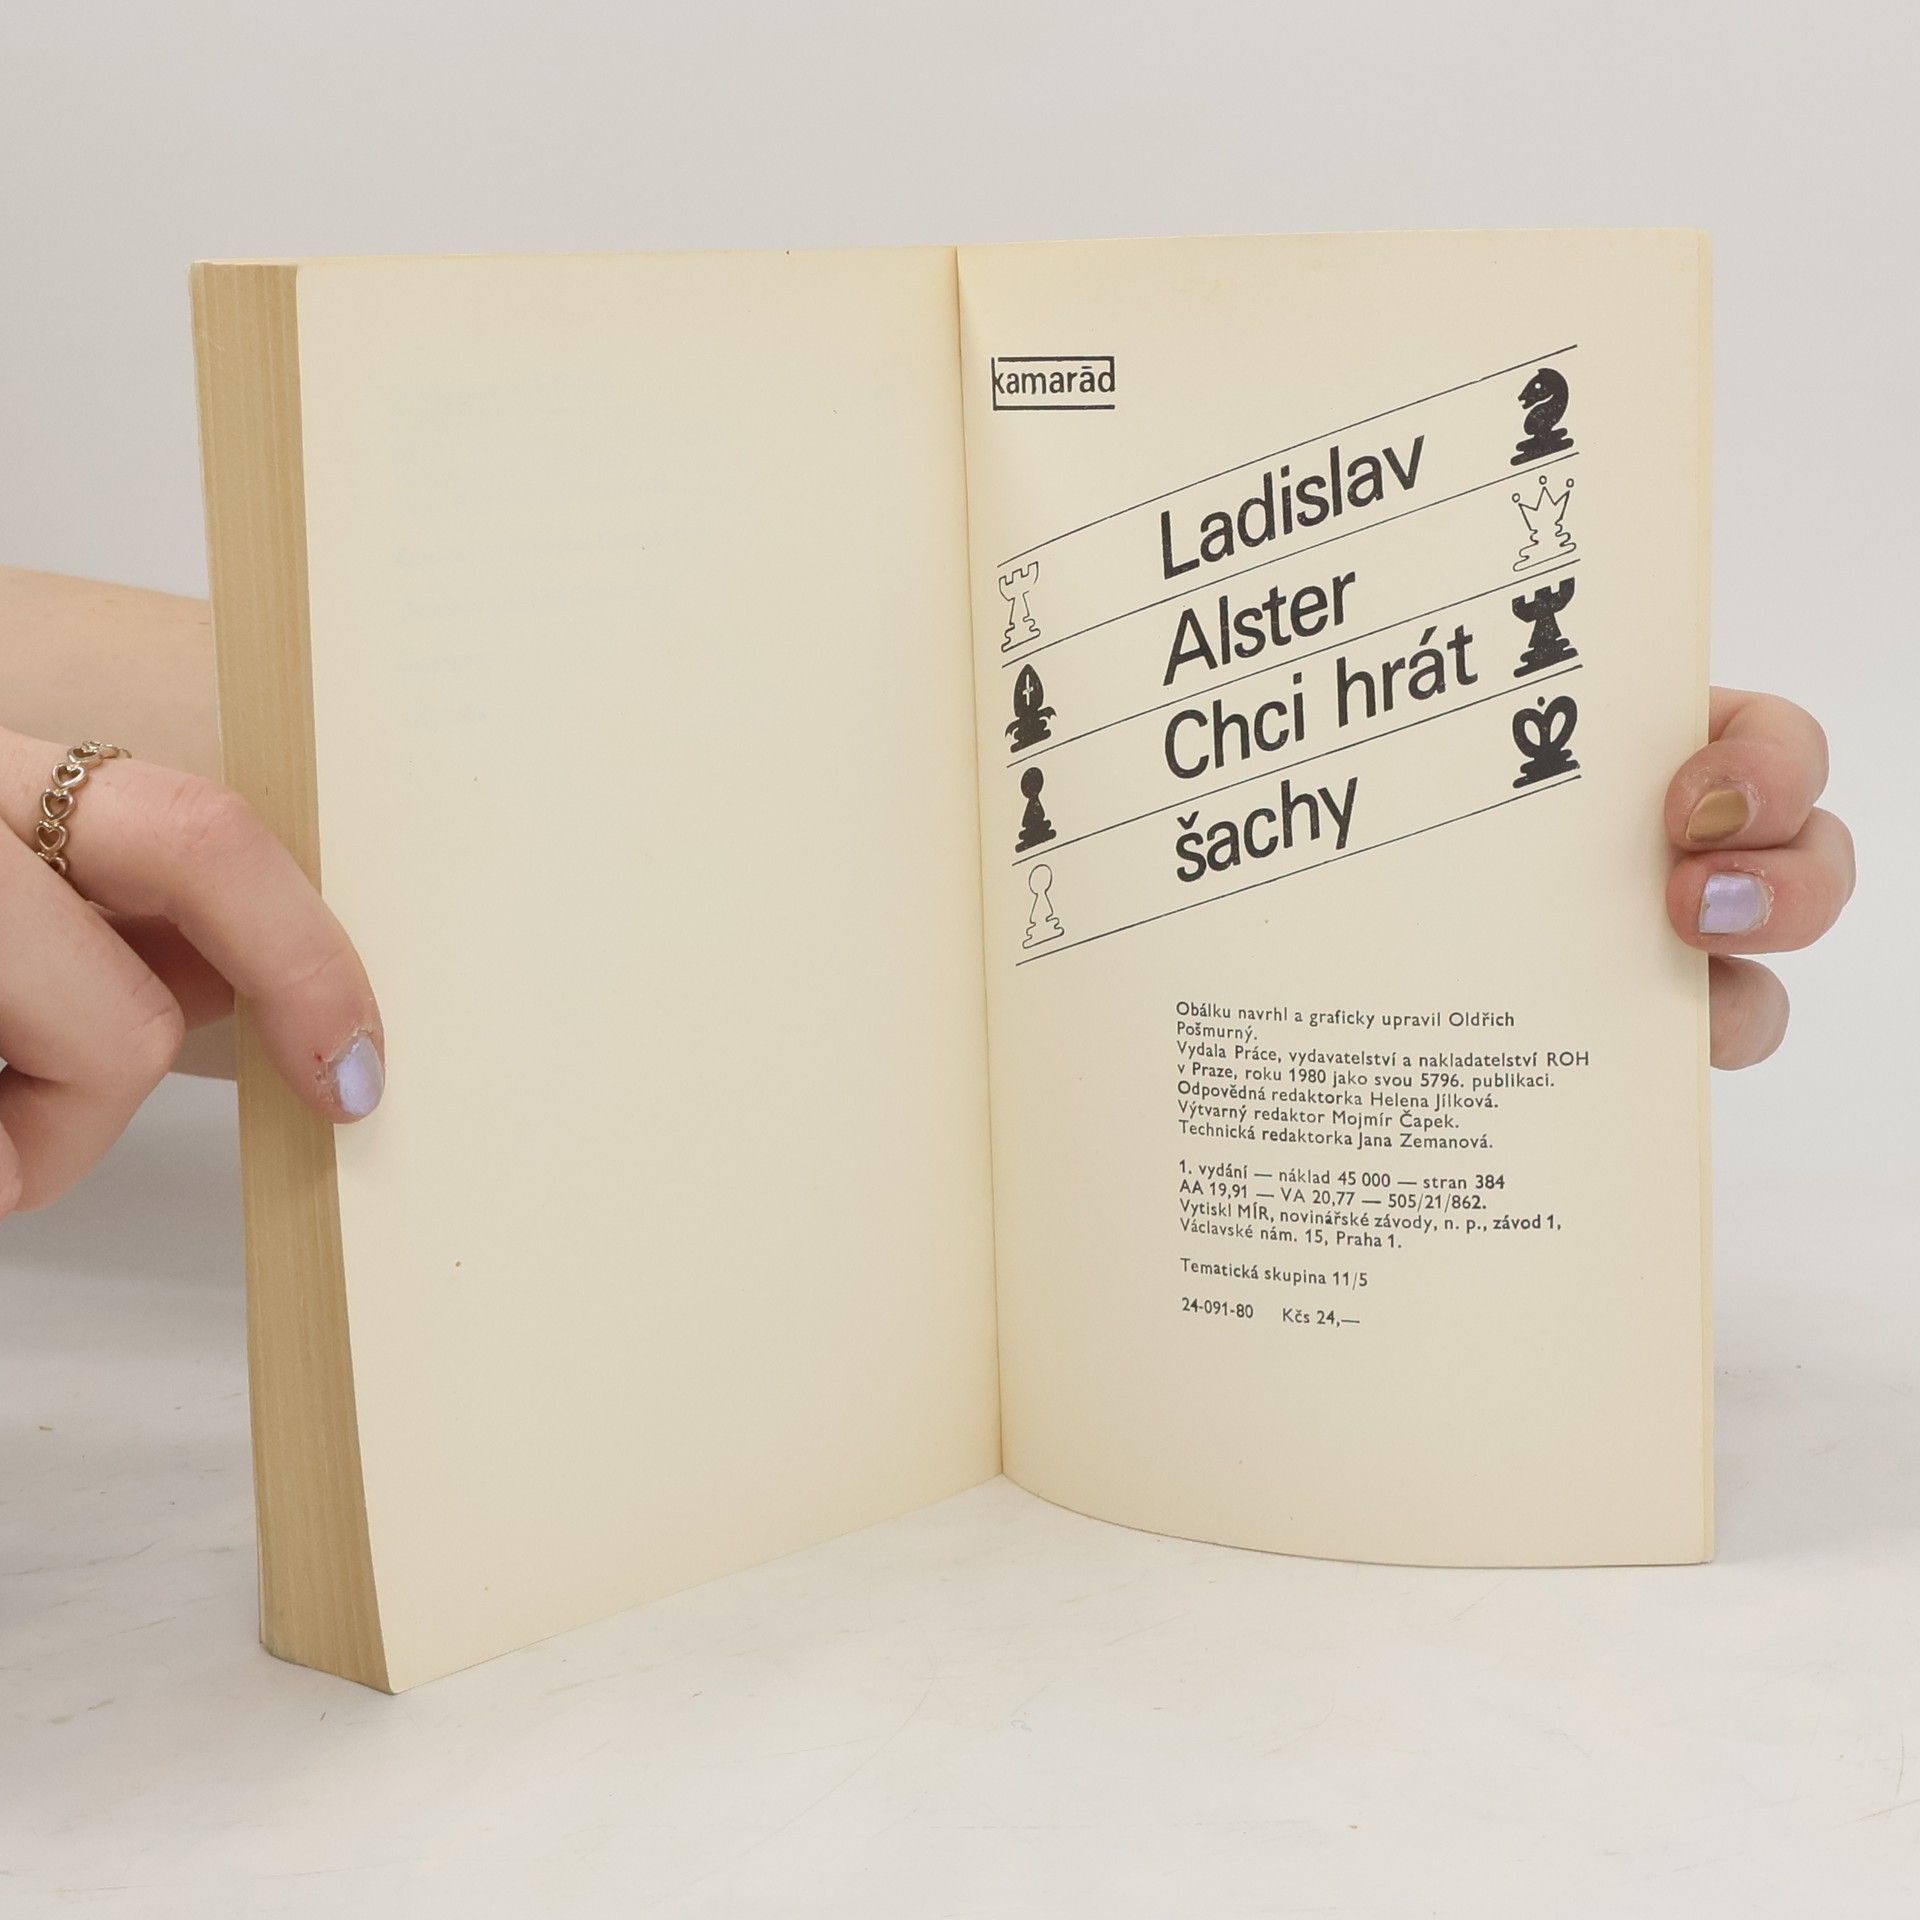 kamarād
Ladislav
Alster
Chci hrát
šachy
Obálku navrhl a graficky upravil Oldřich
Pošmurný.
Vydala Práce, vydavatelství a nakladatelství ROH
v Praze, roku 1980 jako svou 5796. publikaci.
Odpovědná redaktorka Helena Jílková.
Výtvarný redaktor Mojmír Čapek.
Technická redaktorka Jana Zemanová.
1. vydání — náklad 45 000 — stran 384
AA 19,91 — VA 20,77 — 505/21/862.
Vytiskl MÍR, novinářské závody, n. p., závod 1,
Václavské nám. 15, Praha 1.
Tematická skupina 11/5
24-091-80 Kčs 24,—